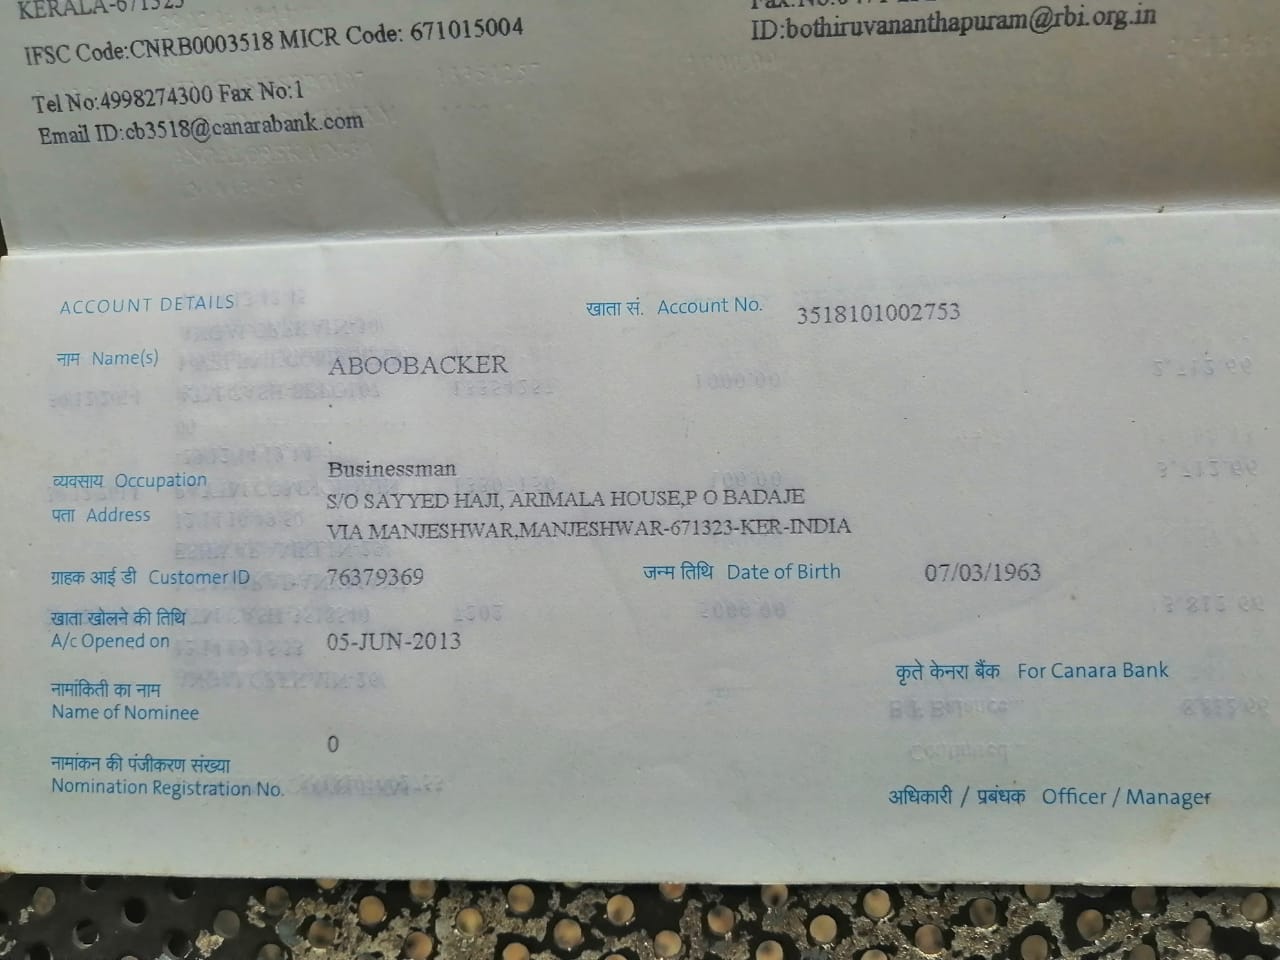 KERALA-671323
IFSC Code:CNRB0003518 MICR Code: 671015004
ID:bothiruvananthapuram@rbi.org.in
Tel No:4998274300 Fax No:1
Email ID:cb3518@canarabank.com
ACCOUNT DETAILS
खाता सं. Account No. 3518101002753
नाम Name(s) ABOOBACKER
व्यवसाय Occupation Businessman
पता Address S/O SAYYED HAJI, ARIMALA HOUSE,P O BADAJE
VIA MANJESHWAR,MANJESHWAR-671323-KER-INDIA
ग्राहक आई डी Customer ID 76379369 जन्म तिथि Date of Birth 07/03/1963
खाता खोलने की तिथि
A/c Opened on 05-JUN-2013
कृते केनरा बैंक For Canara Bank
नामांकिती का नाम
Name of Nominee
0
नामांकन की पंजीकरण संख्या
Nomination Registration No.
अधिकारी / प्रबंधक Officer / Manager